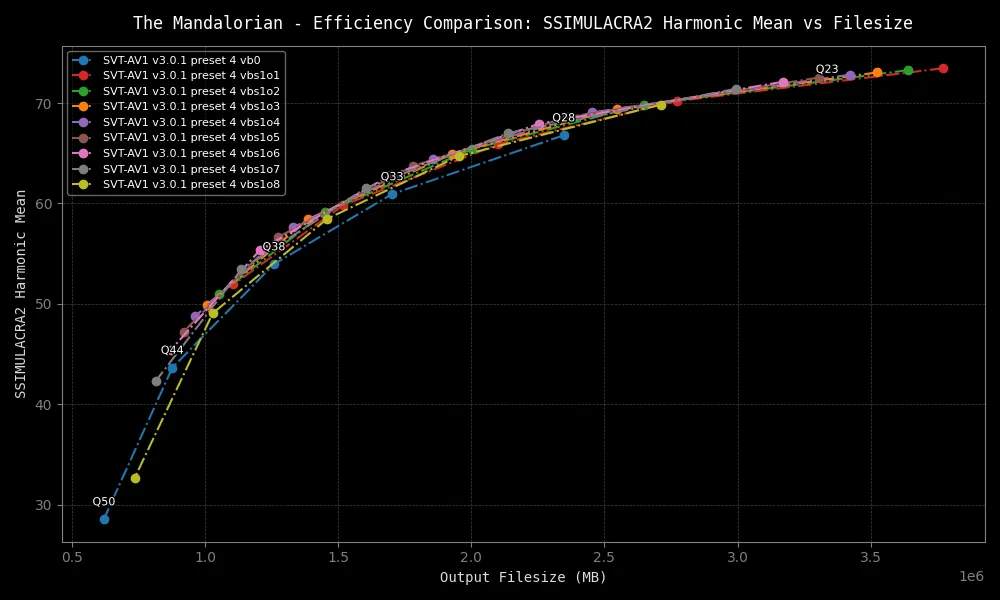 The Mandalorian - Efficiency Comparison: SSIMULACRA2 Harmonic Mean vs Filesize
SVT-AV1 v3.0.1 preset 4 vb0
SVT-AV1 v3.0.1 preset 4 vbs1o1
SVT-AV1 v3.0.1 preset 4 vbs1o2
SVT-AV1 v3.0.1 preset 4 vbs1o3
SVT-AV1 v3.0.1 preset 4 vbs1o4
SVT-AV1 v3.0.1 preset 4 vbs1o5
SVT-AV1 v3.0.1 preset 4 vbs1o6
SVT-AV1 v3.0.1 preset 4 vbs1o7
SVT-AV1 v3.0.1 preset 4 vbs1o8
Q23
Q28
Q33
Q38
Q44
Q50
SSIMULACRA2 Harmonic Mean
70
60
50
40
30
0.5 1.0 1.5 2.0 2.5 3.0 3.5
1e6
Output Filesize (MB)